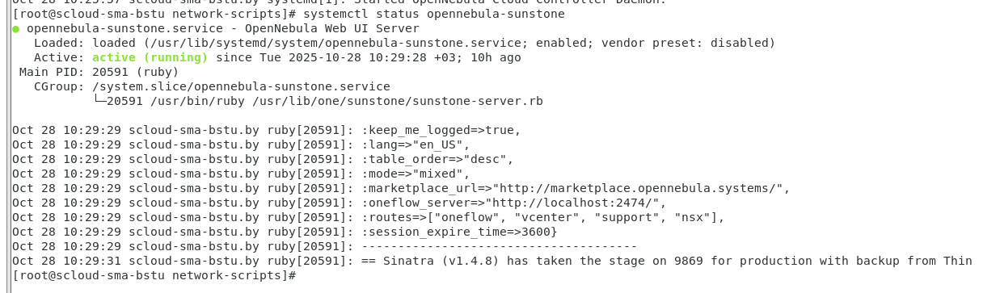 Oct 28 10:29:37 scloud-sma-bstu.by systemd[1]: Started OpenNebula Cloud Controller Daemon.
[root@scloud-sma-bstu network-scripts]# systemctl status opennebula-sunstone
● opennebula-sunstone.service - OpenNebula Web UI Server
   Loaded: loaded (/usr/lib/systemd/system/opennebula-sunstone.service; enabled; vendor preset: disabled)
   Active: active (running) since Tue 2025-10-28 10:29:28 +03; 10h ago
 Main PID: 20591 (ruby)
   CGroup: /system.slice/opennebula-sunstone.service
           └─20591 /usr/bin/ruby /usr/lib/one/sunstone/sunstone-server.rb

Oct 28 10:29:29 scloud-sma-bstu.by ruby[20591]: :keep_me_logged=>true,
Oct 28 10:29:29 scloud-sma-bstu.by ruby[20591]: :lang=>"en_US",
Oct 28 10:29:29 scloud-sma-bstu.by ruby[20591]: :table_order=>"desc",
Oct 28 10:29:29 scloud-sma-bstu.by ruby[20591]: :mode=>"mixed",
Oct 28 10:29:29 scloud-sma-bstu.by ruby[20591]: :marketplace_url=>"http://marketplace.opennebula.systems/",
Oct 28 10:29:29 scloud-sma-bstu.by ruby[20591]: :oneflow_server=>"http://localhost:2474/",
Oct 28 10:29:29 scloud-sma-bstu.by ruby[20591]: :routes=>["oneflow", "vcenter", "support", "nsx"],
Oct 28 10:29:29 scloud-sma-bstu.by ruby[20591]: :session_expire_time=>3600}
Oct 28 10:29:29 scloud-sma-bstu.by ruby[20591]: --------------------------------------
Oct 28 10:29:31 scloud-sma-bstu.by ruby[20591]: == Sinatra (v1.4.8) has taken the stage on 9869 for production with backup from Thin
[root@scloud-sma-bstu network-scripts]#